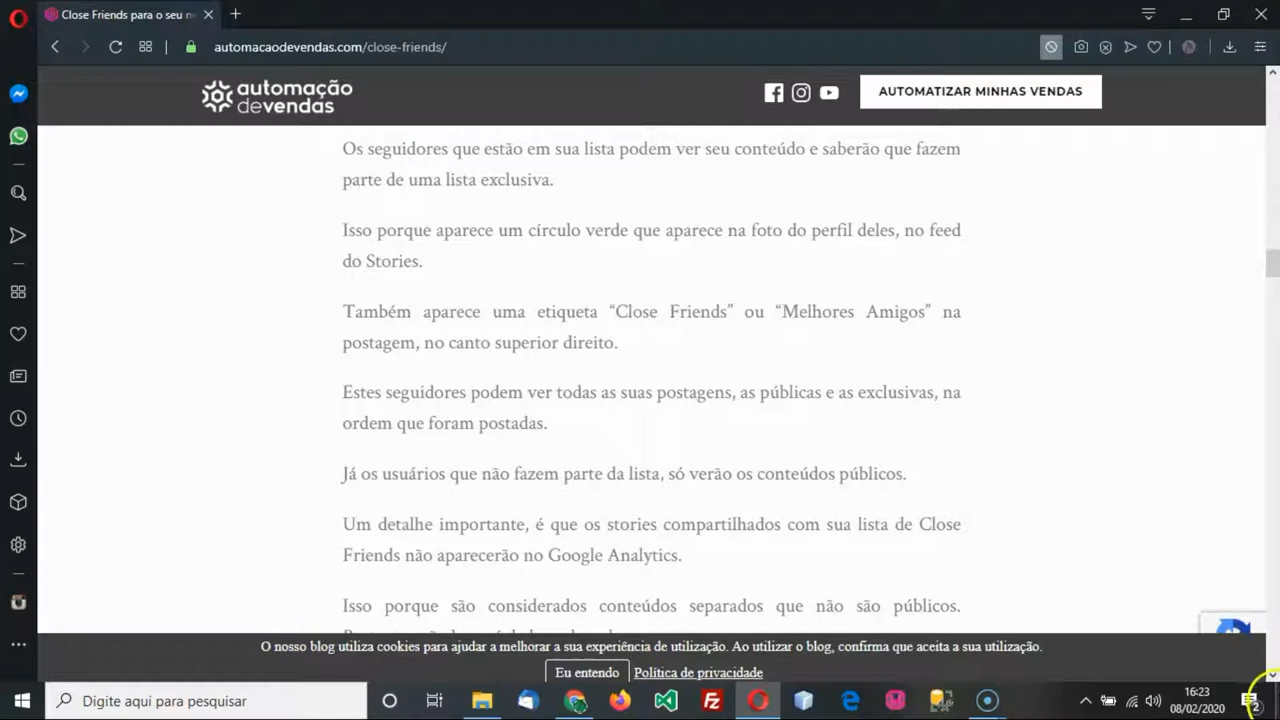 Close Friends para o seu n
automacaodevendas.com/close-friends/
automação
devendas
AUTOMATIZAR MINHAS VENDAS
Os seguidores que estão em sua lista podem ver seu conteúdo e saberão que fazem
parte de uma lista exclusiva.
Isso porque aparece um círculo verde que aparece na foto do perfil deles, no feed
do Stories.
Também aparece uma etiqueta “Close Friends” ou “Melhores Amigos” na
postagem, no canto superior direito.
Estes seguidores podem ver todas as suas postagens, as públicas e as exclusivas, na
ordem que foram postadas.
Já os usuários que não fazem parte da lista, só verão os conteúdos públicos.
Um detalhe importante, é que os stories compartilhados com sua lista de Close
Friends não aparecerão no Google Analytics.
Isso porque são considerados conteúdos separados que não são públicos.
O nosso blog utiliza cookies para ajudar a melhorar a sua experiência de utilização. Ao utilizar o blog, confirma que aceita a sua utilização.
Eu entendo Política de privacidade
Digite aqui para pesquisar
16:23
08/02/2020
2